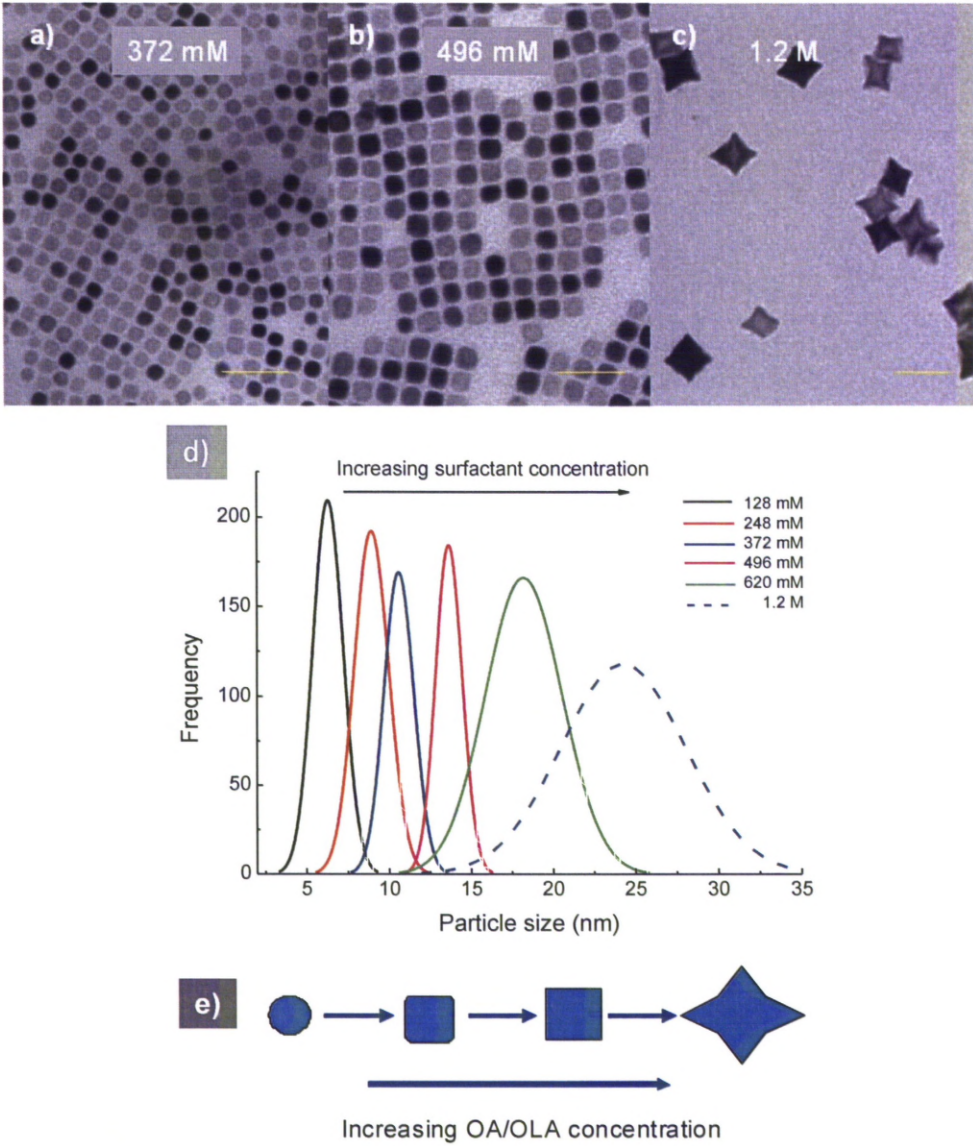 a) 372 mM
b) 496 mM
c) 1.2 M
d)
Increasing surfactant concentration
128 mM
248 mM
372 mM
496 mM
620 mM
1.2 M
200
150
100
50
0
Frequency
5 10 15 20 25 30 35
Particle size (nm)
e)
Increasing OA/OLA concentration